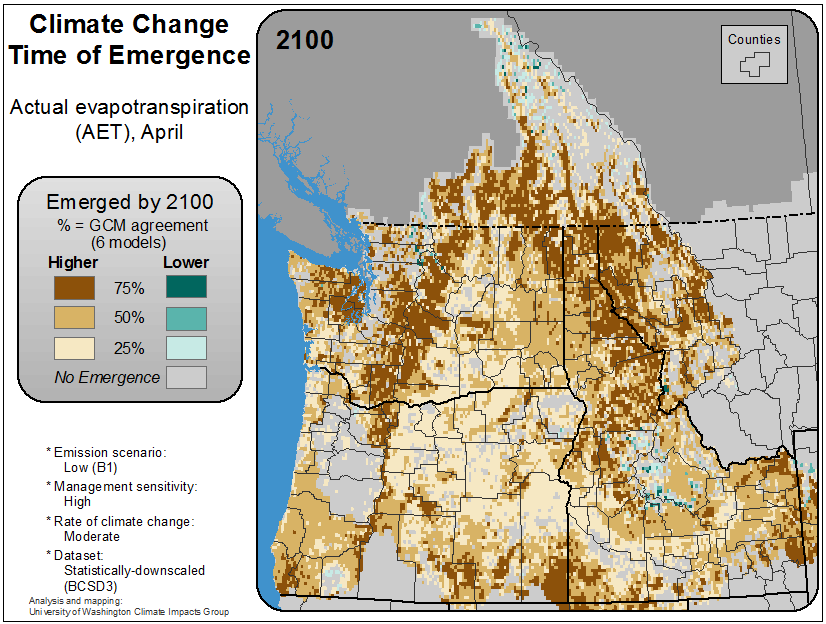 Climate Change
Time of Emergence
Actual evapotranspiration
(AET), April
Emerged by 2100
% = GCM agreement
(6 models)
Higher Lower
75%
50%
25%
No Emergence
* Emission scenario:
Low (B1)
* Management sensitivity:
High
* Rate of climate change:
Moderate
* Dataset:
Statistically-downscaled
(BCSD3)
Analysis and mapping:
University of Washington Climate Impacts Group
2100
Counties